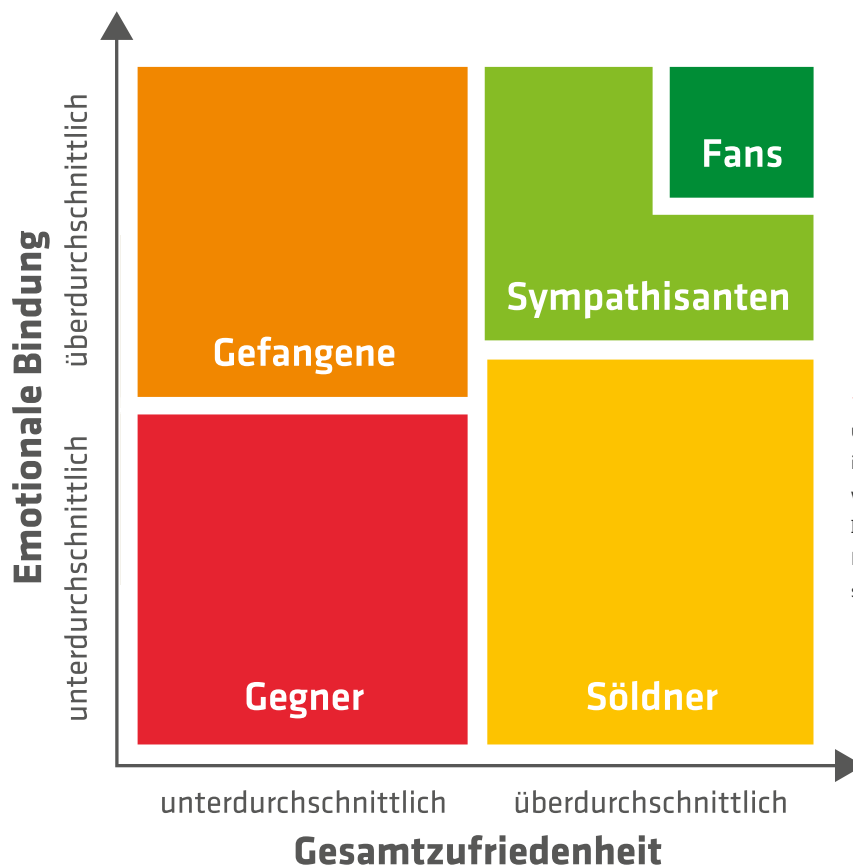 Emotionale Bindung
überdurchschnittlich
unterdurchschnittlich
Fans
Sympathisanten
Gefangene
Gegner
Söldner
unterdurchschnittlich
überdurchschnittlich
Gesamtzufriedenheit